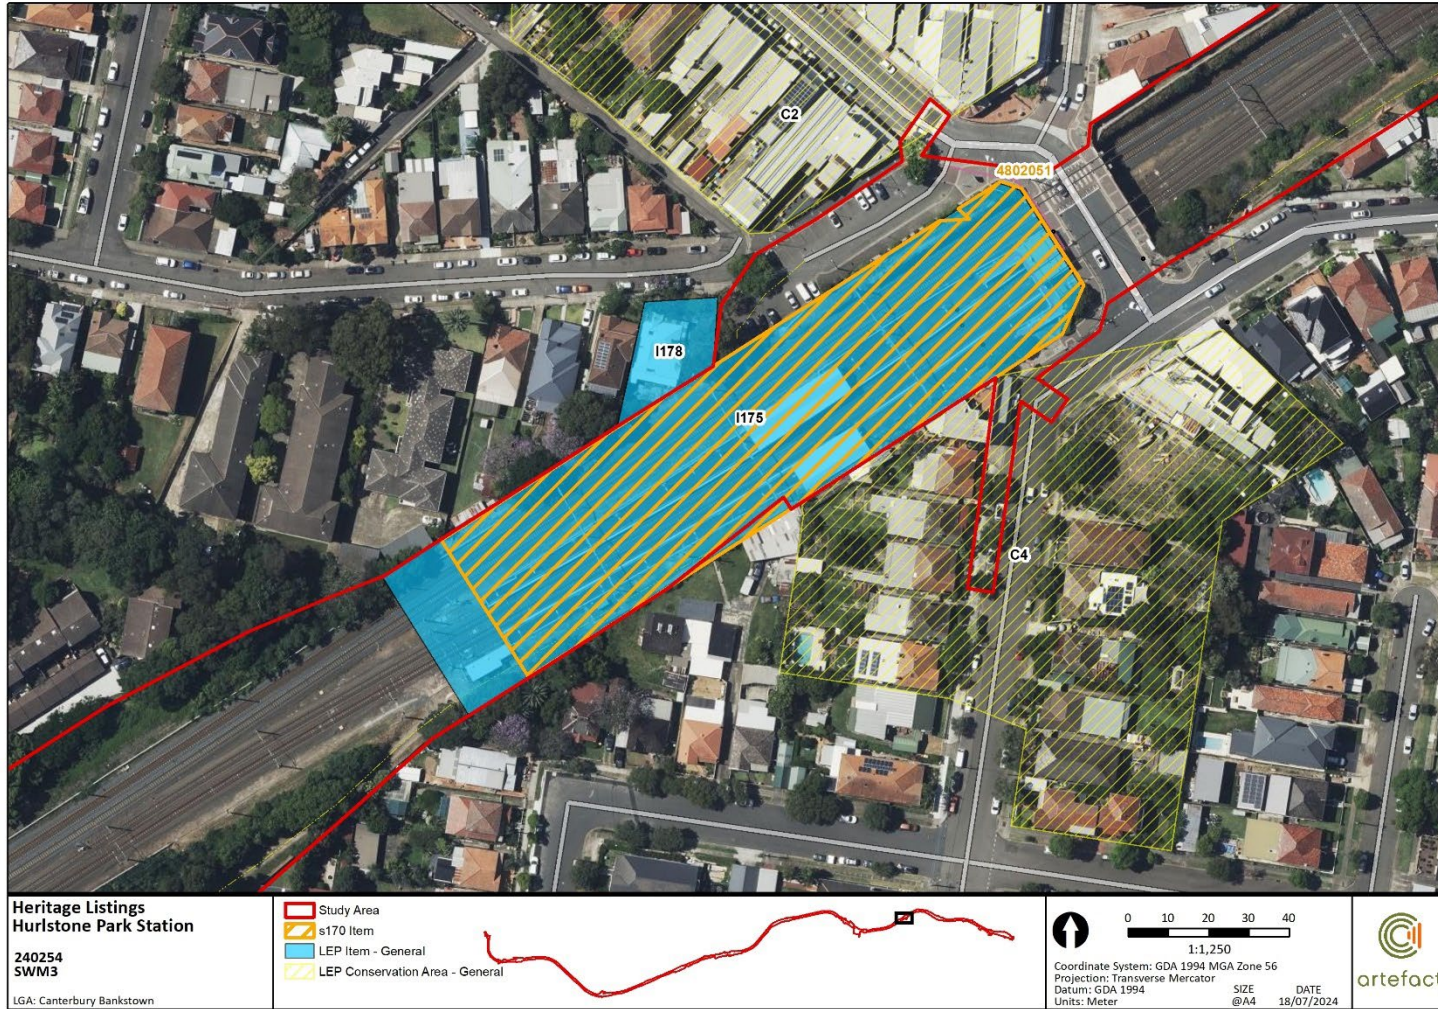 C2
4802051
I178
I175
C4
Heritage Listings
Hurlstone Park Station
240254
SWM3
LGA: Canterbury Bankstown
Study Area
s170 Item
LEP Item - General
LEP Conservation Area - General
0 10 20 30 40
1:1,250
Coordinate System: GDA 1994 MGA Zone 56
Projection: Transverse Mercator
Datum: GDA 1994
Units: Meter
SIZE
@A4
DATE
18/07/2024
artefact